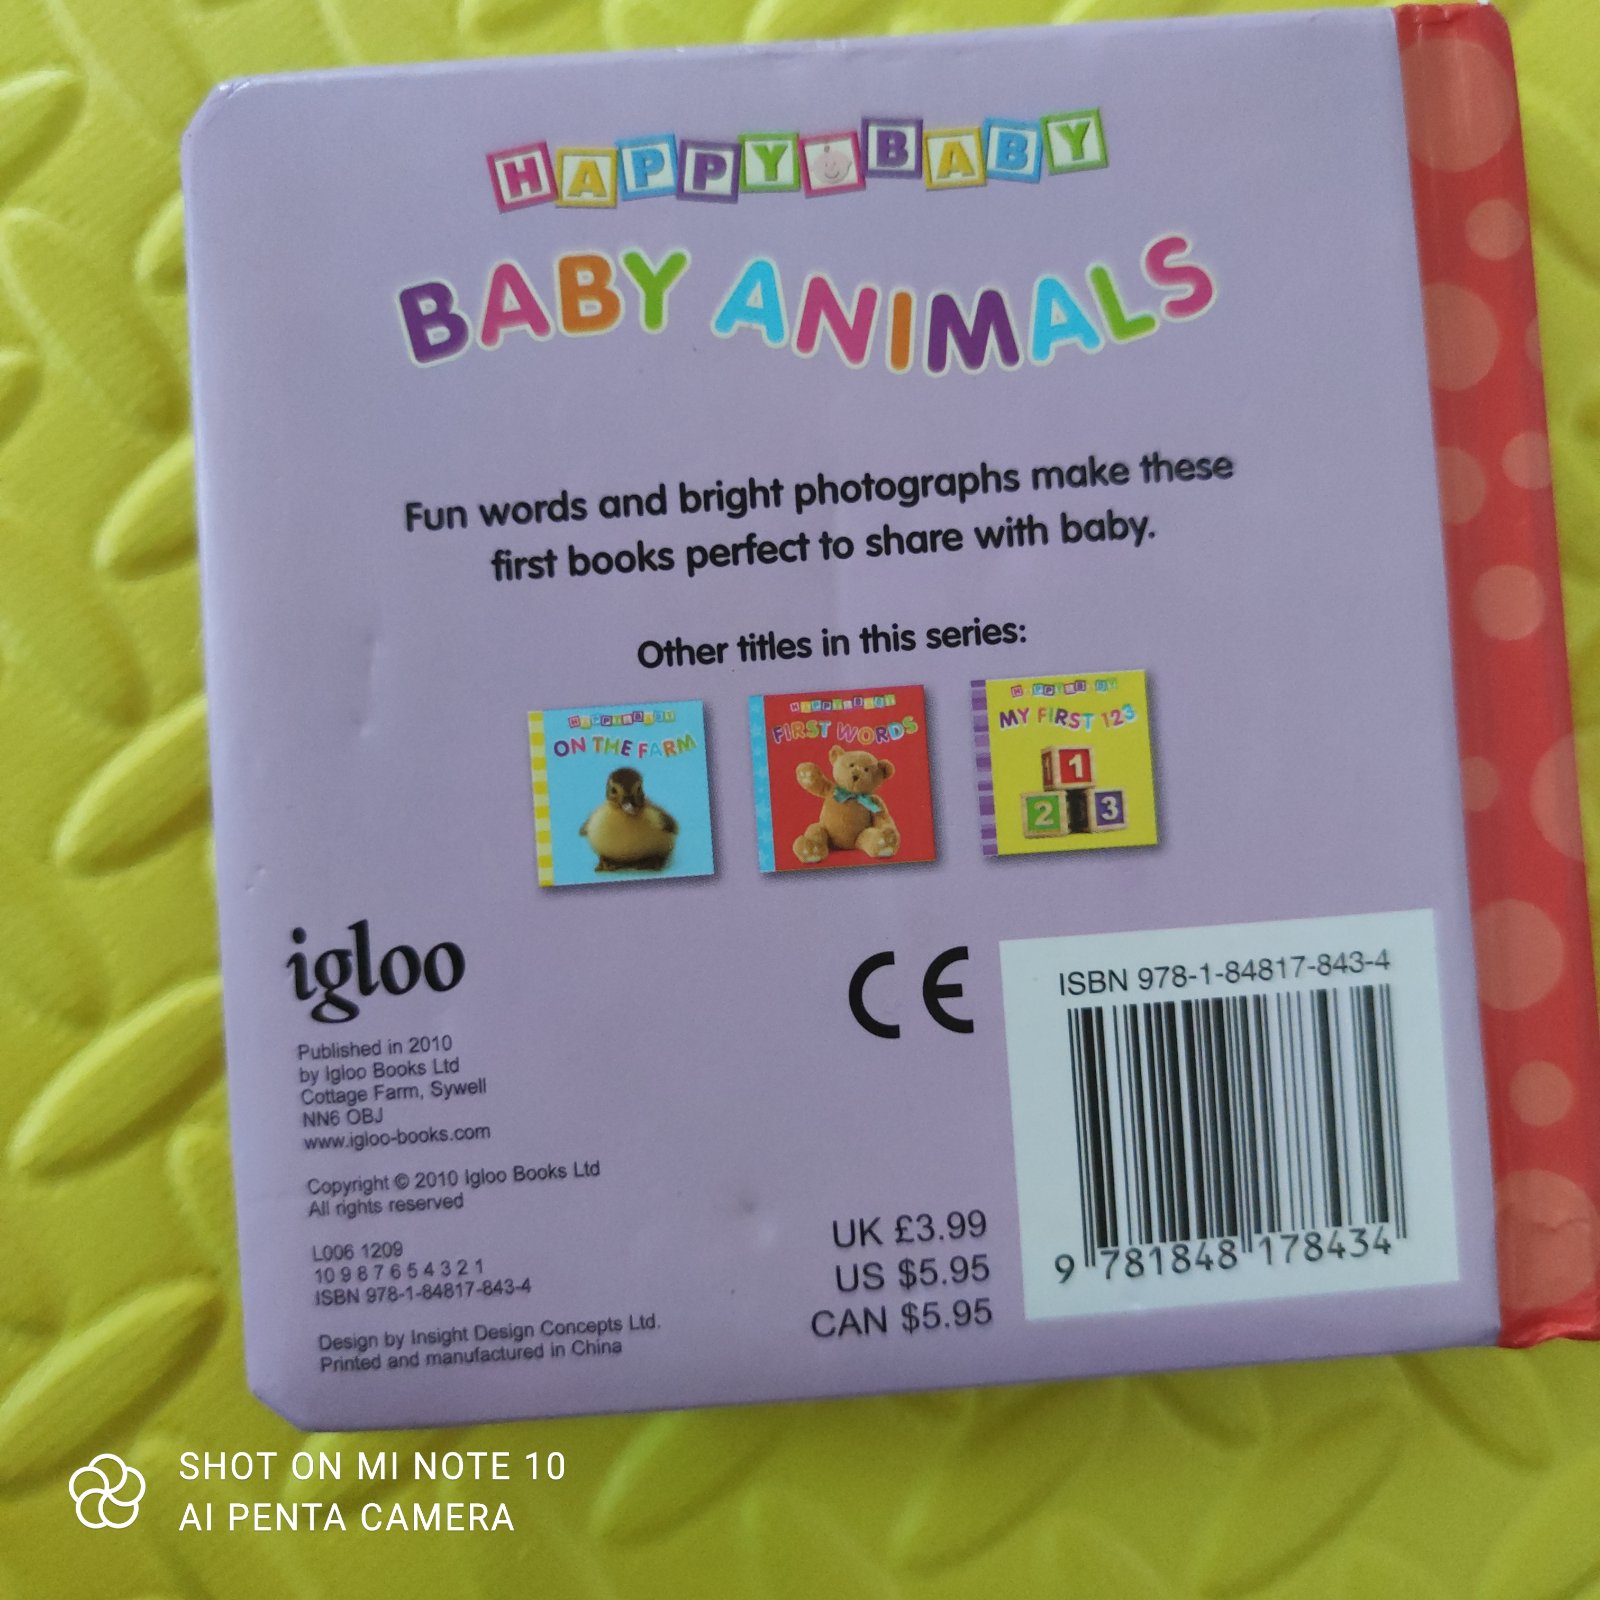 HAPPY BABY
BABY ANIMALS
Fun words and bright photographs make these
first books perfect to share with baby.
Other titles in this series:
HAPPY BABY
ON THE FARM
HAPPY BABY
FIRST WORDS
HAPPY BABY
MY FIRST 123
1
2 3
igloo
Published in 2010
by Igloo Books Ltd
Cottage Farm, Sywell
NN6 OBJ
www.igloo-books.com
Copyright © 2010 Igloo Books Ltd
All rights reserved
L006 1209
10 9 8 7 6 5 4 3 2 1
ISBN 978-1-84817-843-4
Design by Insight Design Concepts Ltd.
Printed and manufactured in China
CE
UK £3.99
US $5.95
CAN $5.95
ISBN 978-1-84817-843-4
9 781848 178434
SHOT ON MI NOTE 10
AI PENTA CAMERA